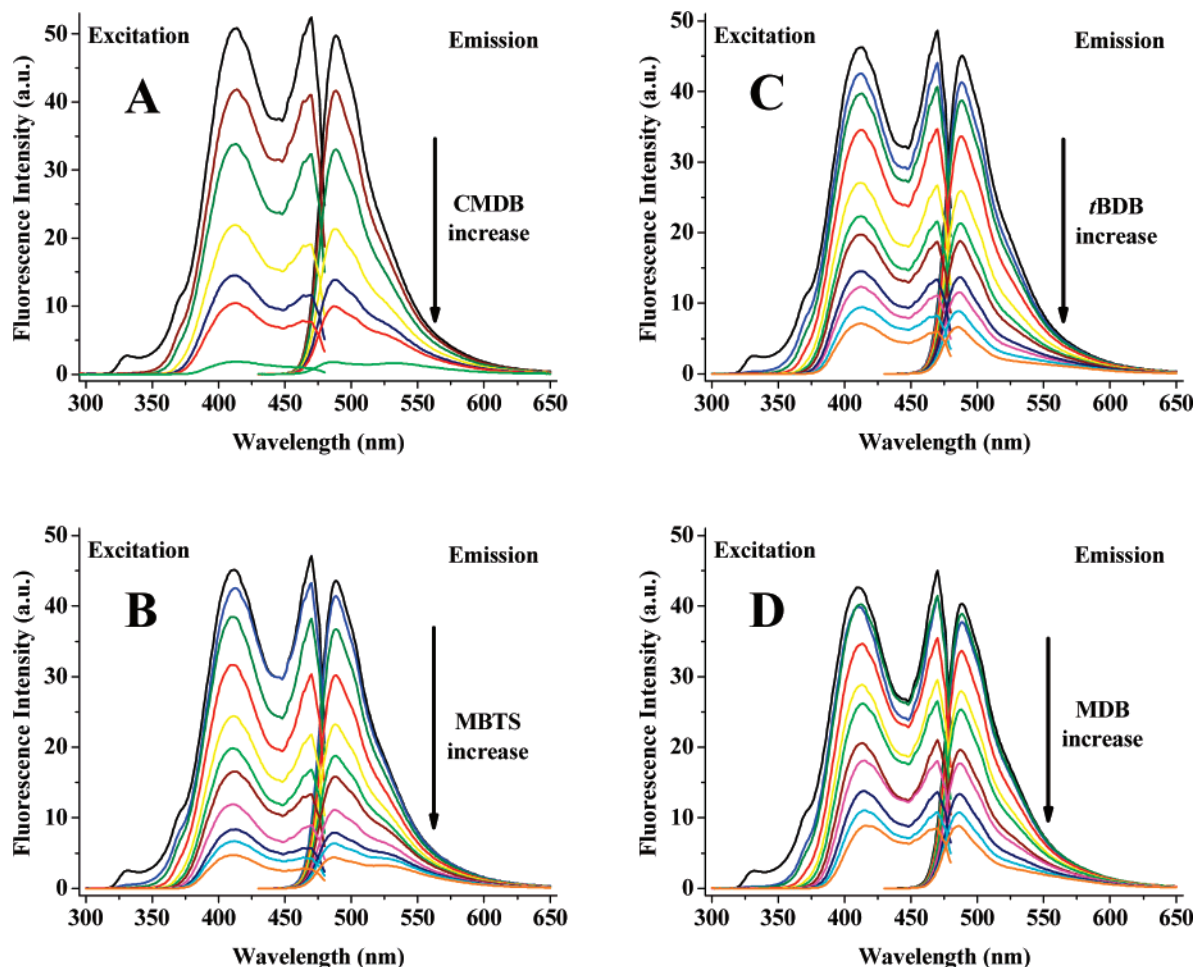 Excitation
Emission
A
CMDB
increase
Fluorescence Intensity (a.u.)
50
40
30
20
10
0
300 350 400 450 500 550 600 650
Wavelength (nm)
Excitation
Emission
C
tBDB
increase
Fluorescence Intensity (a.u.)
50
40
30
20
10
0
300 350 400 450 500 550 600 650
Wavelength (nm)
Excitation
Emission
B
MBTS
increase
Fluorescence Intensity (a.u.)
50
40
30
20
10
0
300 350 400 450 500 550 600 650
Wavelength (nm)
Excitation
Emission
D
MDB
increase
Fluorescence Intensity (a.u.)
50
40
30
20
10
0
300 350 400 450 500 550 600 650
Wavelength (nm)